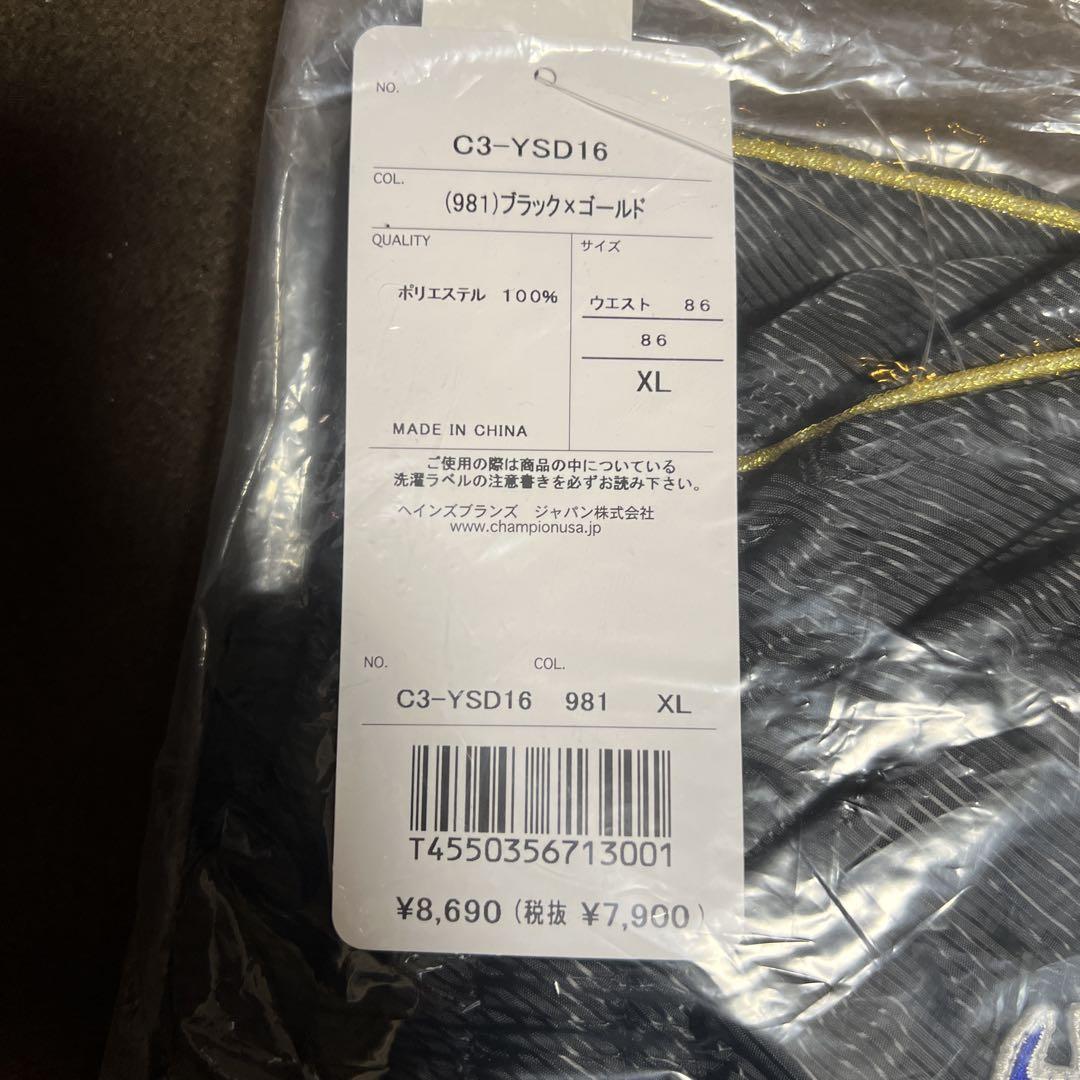 NO.
C3-YSD16
COL.
(981)ブラック×ゴールド
QUALITY
サイズ
ポリエステル 100%
ウエスト 86
86
XL
MADE IN CHINA
ご使用の際は商品の中についている
洗濯ラベルの注意書きを必ずお読み下さい。
ヘインズブランズ ジャパン株式会社
www.championusa.jp
NO. COL.
C3-YSD16 981 XL
T4550356713001
¥8,690 (税抜 ¥7,900)